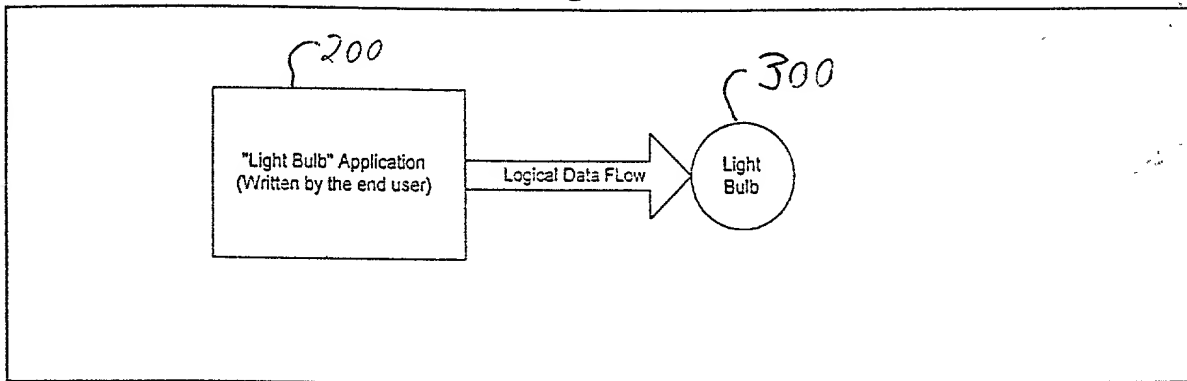 200
300
"Light Bulb" Application
(Written by the end user)
Logical Data FLow
Light
Bulb